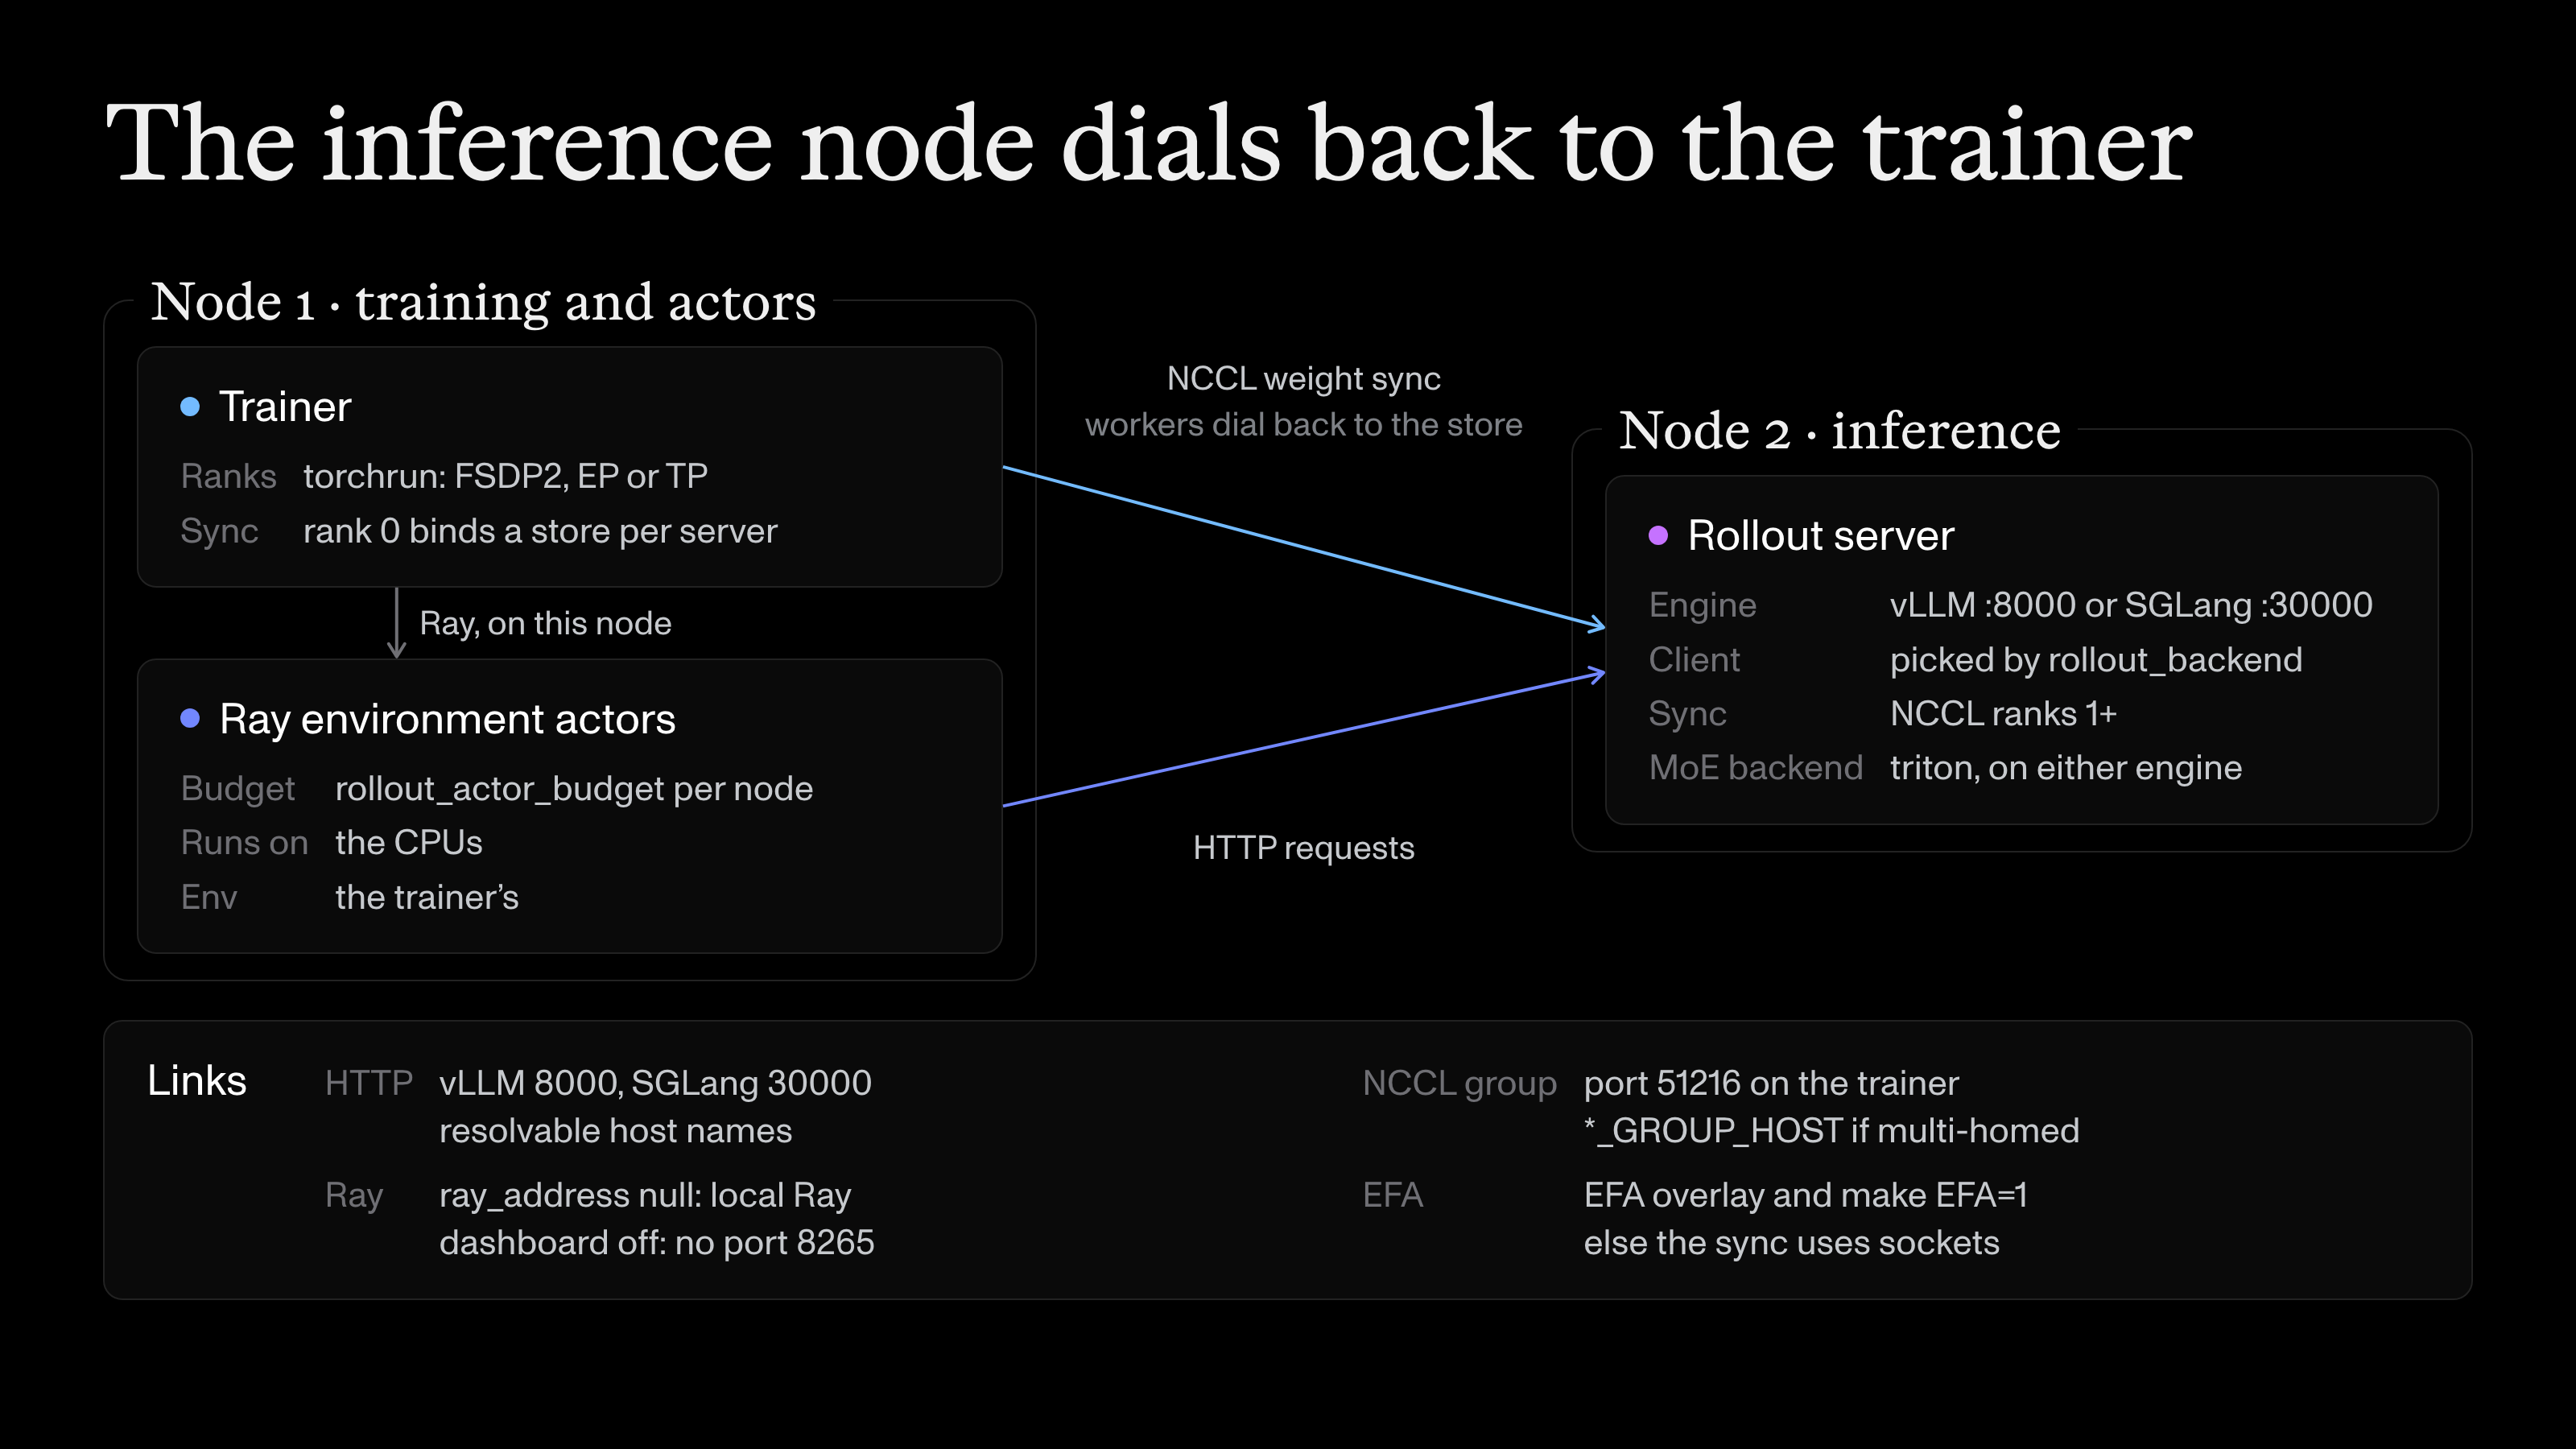 The inference node dials back to the trainer
Node 1 · training and actors
Trainer
Ranks torchrun: FSDP2, EP or TP
Sync rank 0 binds a store per server
Ray, on this node
Ray environment actors
Budget rollout_actor_budget per node
Runs on the CPUs
Env the trainer’s
NCCL weight sync
workers dial back to the store
HTTP requests
Node 2 · inference
Rollout server
Engine vLLM :8000 or SGLang :30000
Client picked by rollout_backend
Sync NCCL ranks 1+
MoE backend triton, on either engine
Links
HTTP vLLM 8000, SGLang 30000
resolvable host names
Ray ray_address null: local Ray
dashboard off: no port 8265
NCCL group port 51216 on the trainer
*_GROUP_HOST if multi-homed
EFA EFA overlay and make EFA=1
else the sync uses sockets